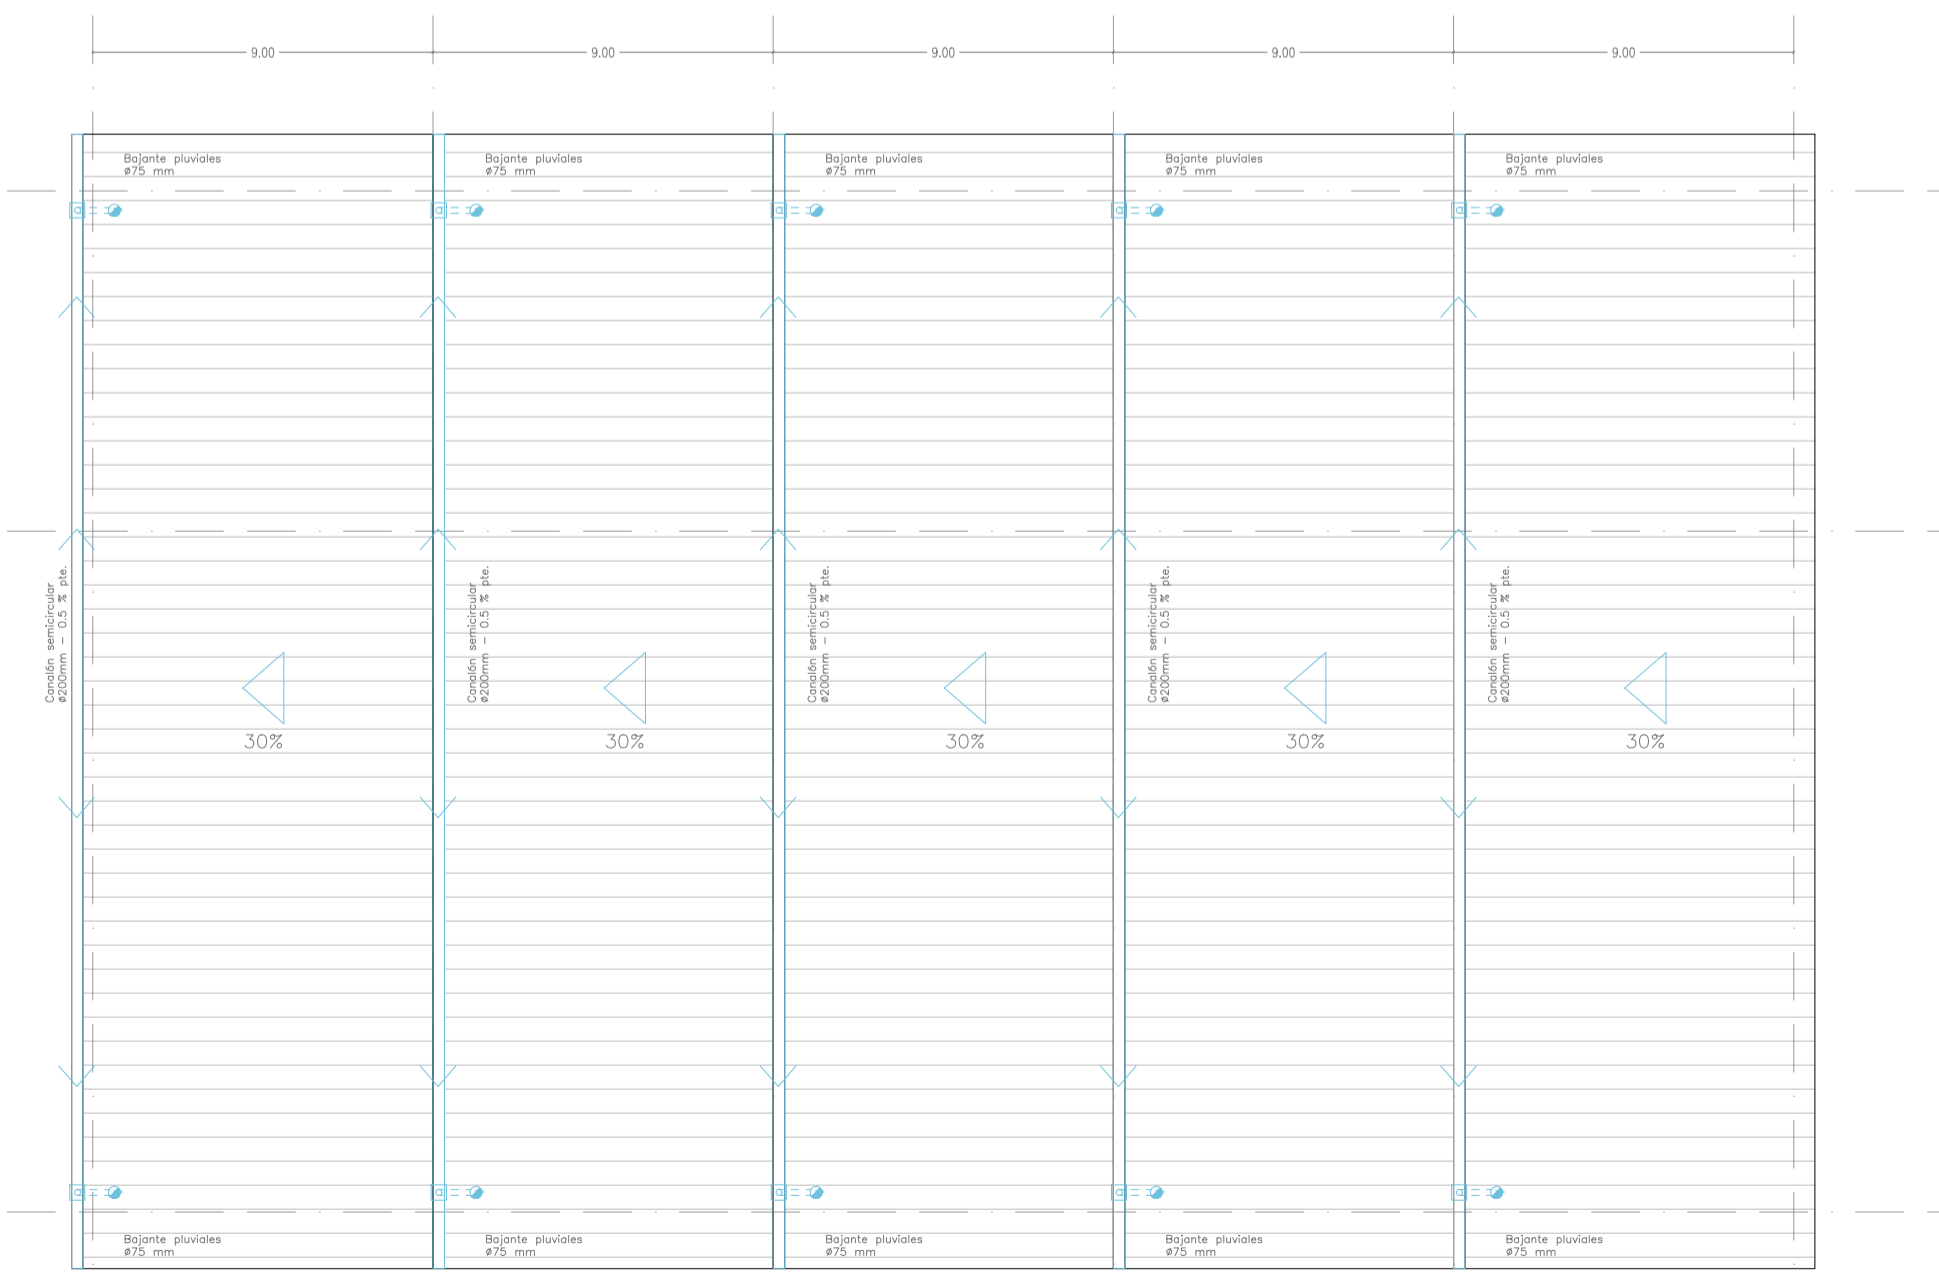 9.00
9.00
9.00
9.00
9.00
Bajante pluviales
ø75 mm
Bajante pluviales
ø75 mm
Bajante pluviales
ø75 mm
Bajante pluviales
ø75 mm
Bajante pluviales
ø75 mm
Canalón semicircular
ø200mm – 0.5 % pte.
Canalón semicircular
ø200mm – 0.5 % pte.
Canalón semicircular
ø200mm – 0.5 % pte.
Canalón semicircular
ø200mm – 0.5 % pte.
Canalón semicircular
ø200mm – 0.5 % pte.
30%
30%
30%
30%
30%
Bajante pluviales
ø75 mm
Bajante pluviales
ø75 mm
Bajante pluviales
ø75 mm
Bajante pluviales
ø75 mm
Bajante pluviales
ø75 mm